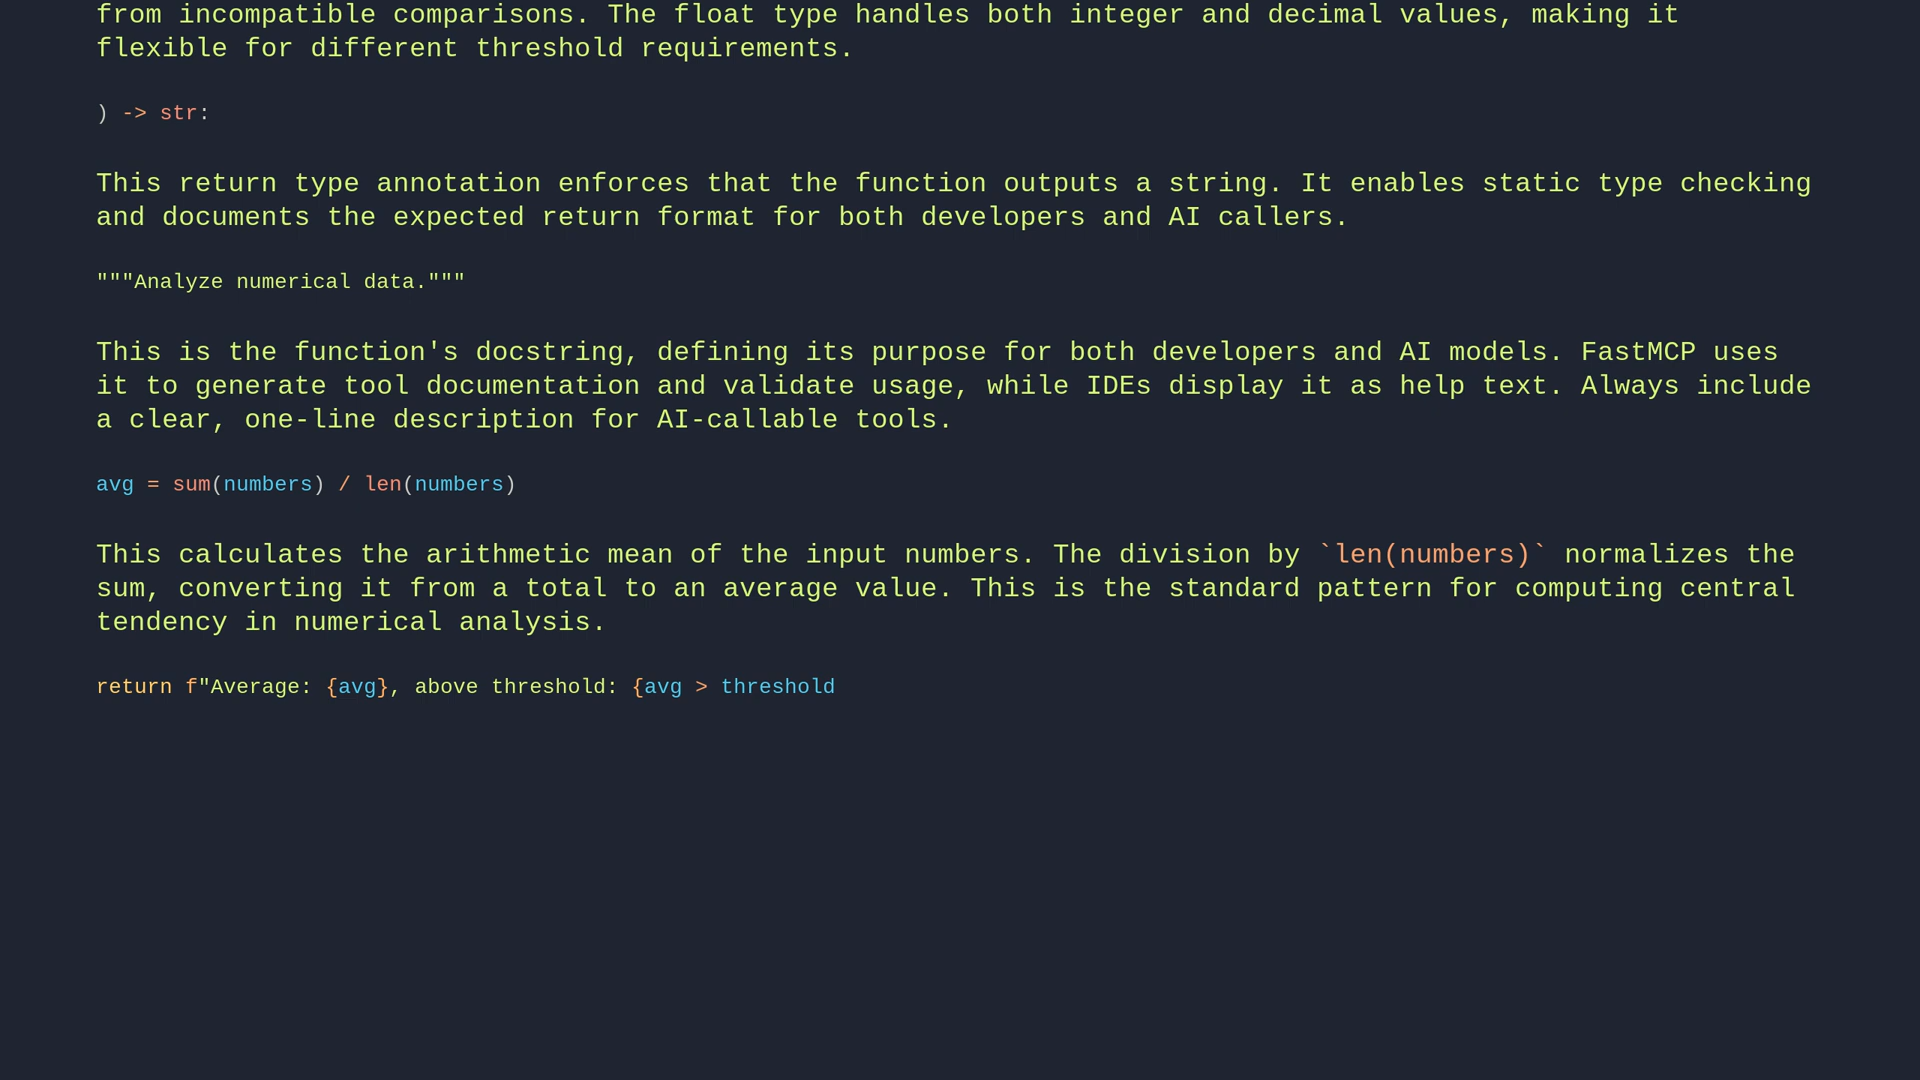 from incompatible comparisons. The float type handles both integer and decimal values, making it
flexible for different threshold requirements.
) -> str:
This return type annotation enforces that the function outputs a string. It enables static type checking
and documents the expected return format for both developers and AI callers.
"""Analyze numerical data."""
This is the function's docstring, defining its purpose for both developers and AI models. FastMCP uses
it to generate tool documentation and validate usage, while IDEs display it as help text. Always include
a clear, one-line description for AI-callable tools.
avg = sum(numbers) / len(numbers)
This calculates the arithmetic mean of the input numbers. The division by `len(numbers)` normalizes the
sum, converting it from a total to an average value. This is the standard pattern for computing central
tendency in numerical analysis.
return f"Average: {avg}, above threshold: {avg > threshold